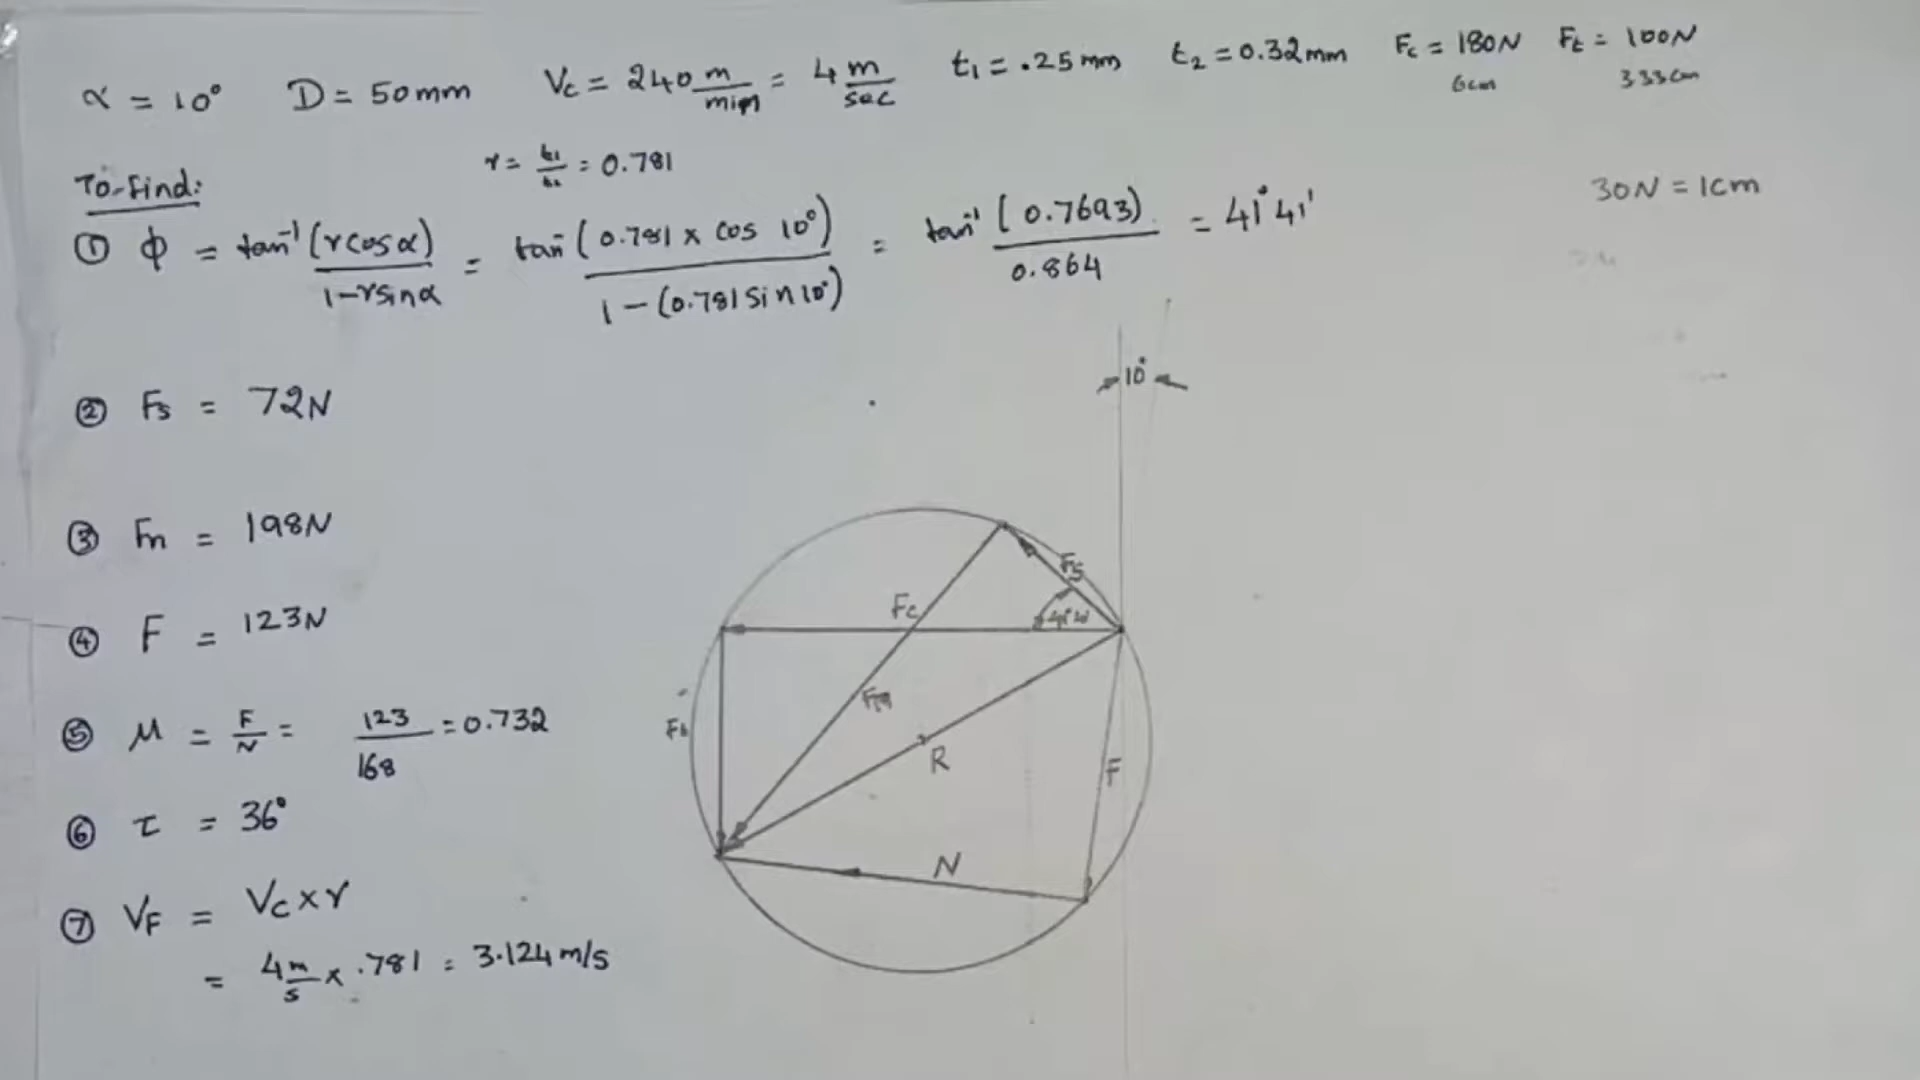 α = 10° D = 50mm Vc = 240 m/min = 4 m/sec t1 = .25mm t2 = 0.32mm Fc = 180N Ft = 100N
6cm 3.33cm
r = t1/t2 = 0.781
To-find:
30N = 1cm
① ϕ = tan⁻¹ (r cos α)/(1-r sin α) = tan⁻ (0.781 x cos 10°)/(1 - (0.781 sin 10°)) = tan⁻¹ (0.7693)/0.864 = 41°41'
10°
② Fs = 72N
③ Fn = 198N
Fs
Fc
④ F = 123N
Fn
⑤ μ = F/N = 123/168 = 0.732
R
F
⑥ τ = 36°
N
⑦ VF = Vc x r
= 4 m/s x .781 = 3.124 m/s